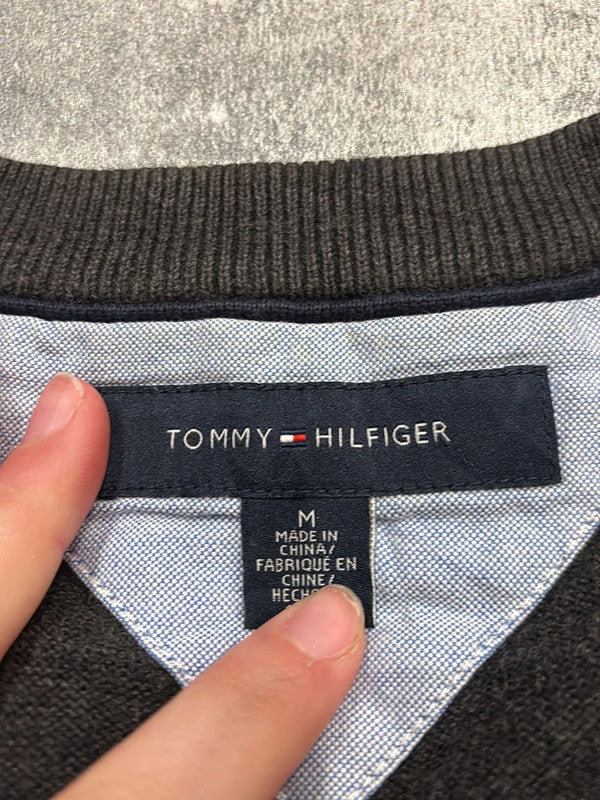 TOMMY HILFIGER
M
MADE IN
CHINA/
FABRIQUÉ EN
CHINE/